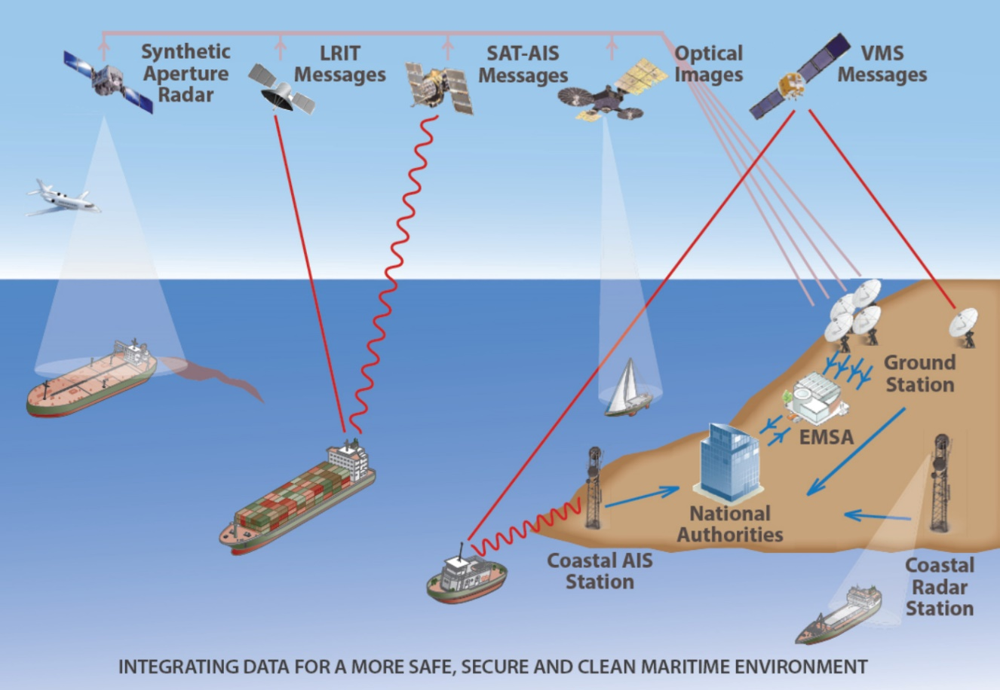 Synthetic
Aperture
Radar
LRIT
Messages
SAT-AIS
Messages
Optical
Images
VMS
Messages
Ground
Station
EMSA
National
Authorities
Coastal AIS
Station
Coastal
Radar
Station
INTEGRATING DATA FOR A MORE SAFE, SECURE AND CLEAN MARITIME ENVIRONMENT